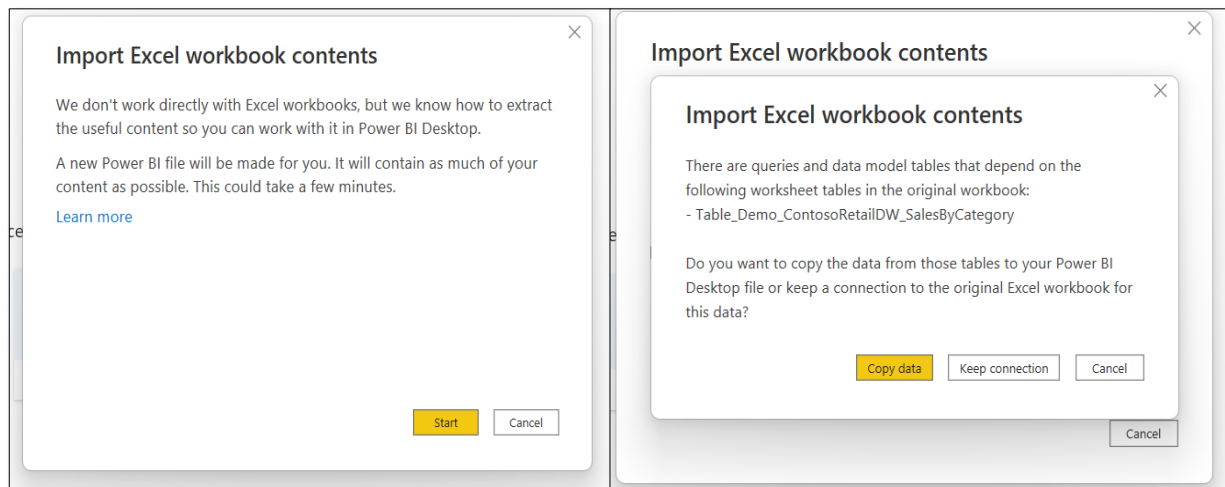 Import Excel workbook contents
We don't work directly with Excel workbooks, but we know how to extract
the useful content so you can work with it in Power BI Desktop.
A new Power BI file will be made for you. It will contain as much of your
content as possible. This could take a few minutes.
Learn more
ce
Start
Cancel
Import Excel workbook contents
Import Excel workbook contents
There are queries and data model tables that depend on the
following worksheet tables in the original workbook:
- Table_Demo_ContosoRetailDW_SalesByCategory
e
Do you want to copy the data from those tables to your Power BI
Desktop file or keep a connection to the original Excel workbook for
this data?
Copy data
Keep connection
Cancel
Cancel